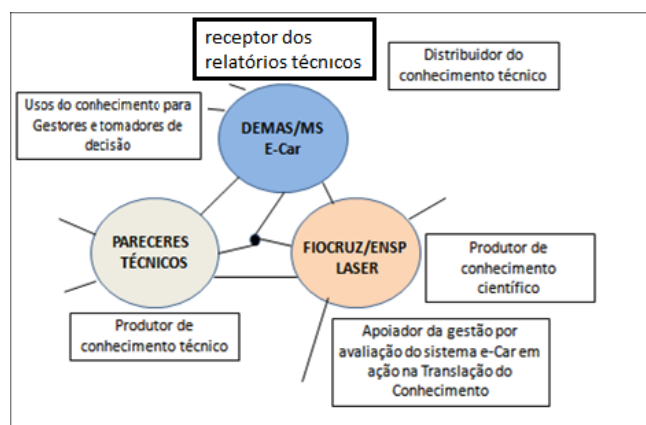 receptor dos
relatórios técnicos
Distribuidor do
conhecimento técnico
Usos do conhecimento para
Gestores e tomadores de
decisão
DEMAS/MS
E-Car
PARECERES
TÉCNICOS
FIOCRUZ/ENSP
LASER
Produtor de
conhecimento
científico
Produtor de
conhecimento técnico
Apoiador da gestão por
avaliação do sistema e-Car em
ação na Translação do
Conhecimento